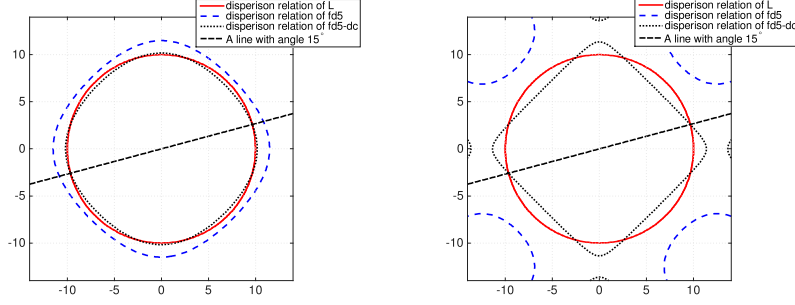 disperison relation of L
disperison relation of fd5
disperison relation of fd5-dc
A line with angle 15°
10
5
0
-5
-10
-10
-5
0
5
10
disperison relation of L
disperison relation of fd5
disperison relation of fd5-dc
A line with angle 15°
10
5
0
-5
-10
-10
-5
0
5
10